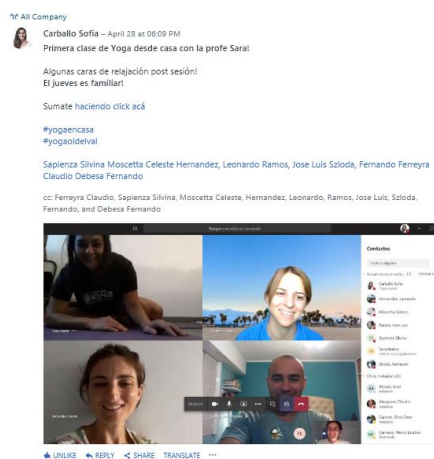 All Company
Carballo Sofia – April 28 at 06:09 PM
Primera clase de Yoga desde casa con la profe Sara!
Algunas caras de relajación post sesión!
El jueves es familiar!
Sumate haciendo click acá
#yogaencasa
#yogaoldelval
Sapienza Silvina Moscetta Celeste Hernandez, Leonardo Ramos, Jose Luis Szloda, Fernando Ferreyra
Claudio Debesa Fernando
cc: Ferreyra Claudio, Sapienza Silvina, Moscetta Celeste, Hernandez, Leonardo, Ramos, Jose Luis, Szloda,
Fernando, and Debesa Fernando
Contactos
Carballo Sofia
Hernandez, Leonardo
Moscetta Celeste
Ramos, Jose Luis
Sapienza Silvina
Szloda, Fernando
UNLIKE REPLY SHARE TRANSLATE ...